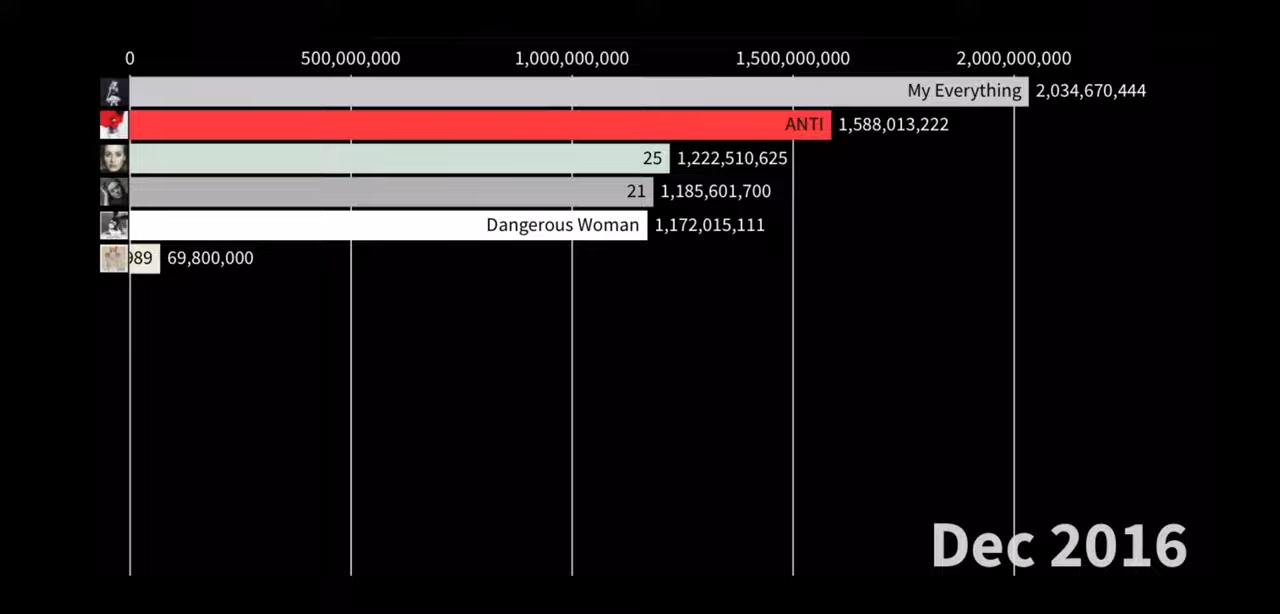 0 500,000,000 1,000,000,000 1,500,000,000 2,000,000,000
My Everything 2,034,670,444
ANTI 1,588,013,222
25 1,222,510,625
21 1,185,601,700
Dangerous Woman 1,172,015,111
989 69,800,000
Dec 2016